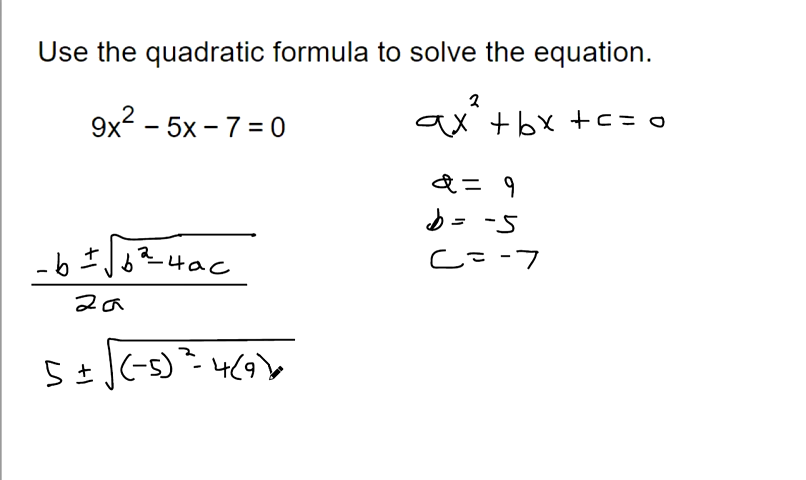 Use the quadratic formula to solve the equation.
9x² − 5x − 7 = 0
ax² + bx + c = 0
a = 9
b = -5
c = -7
-b ± √b² - 4ac
2a
5 ± √(-5)² - 4(9)